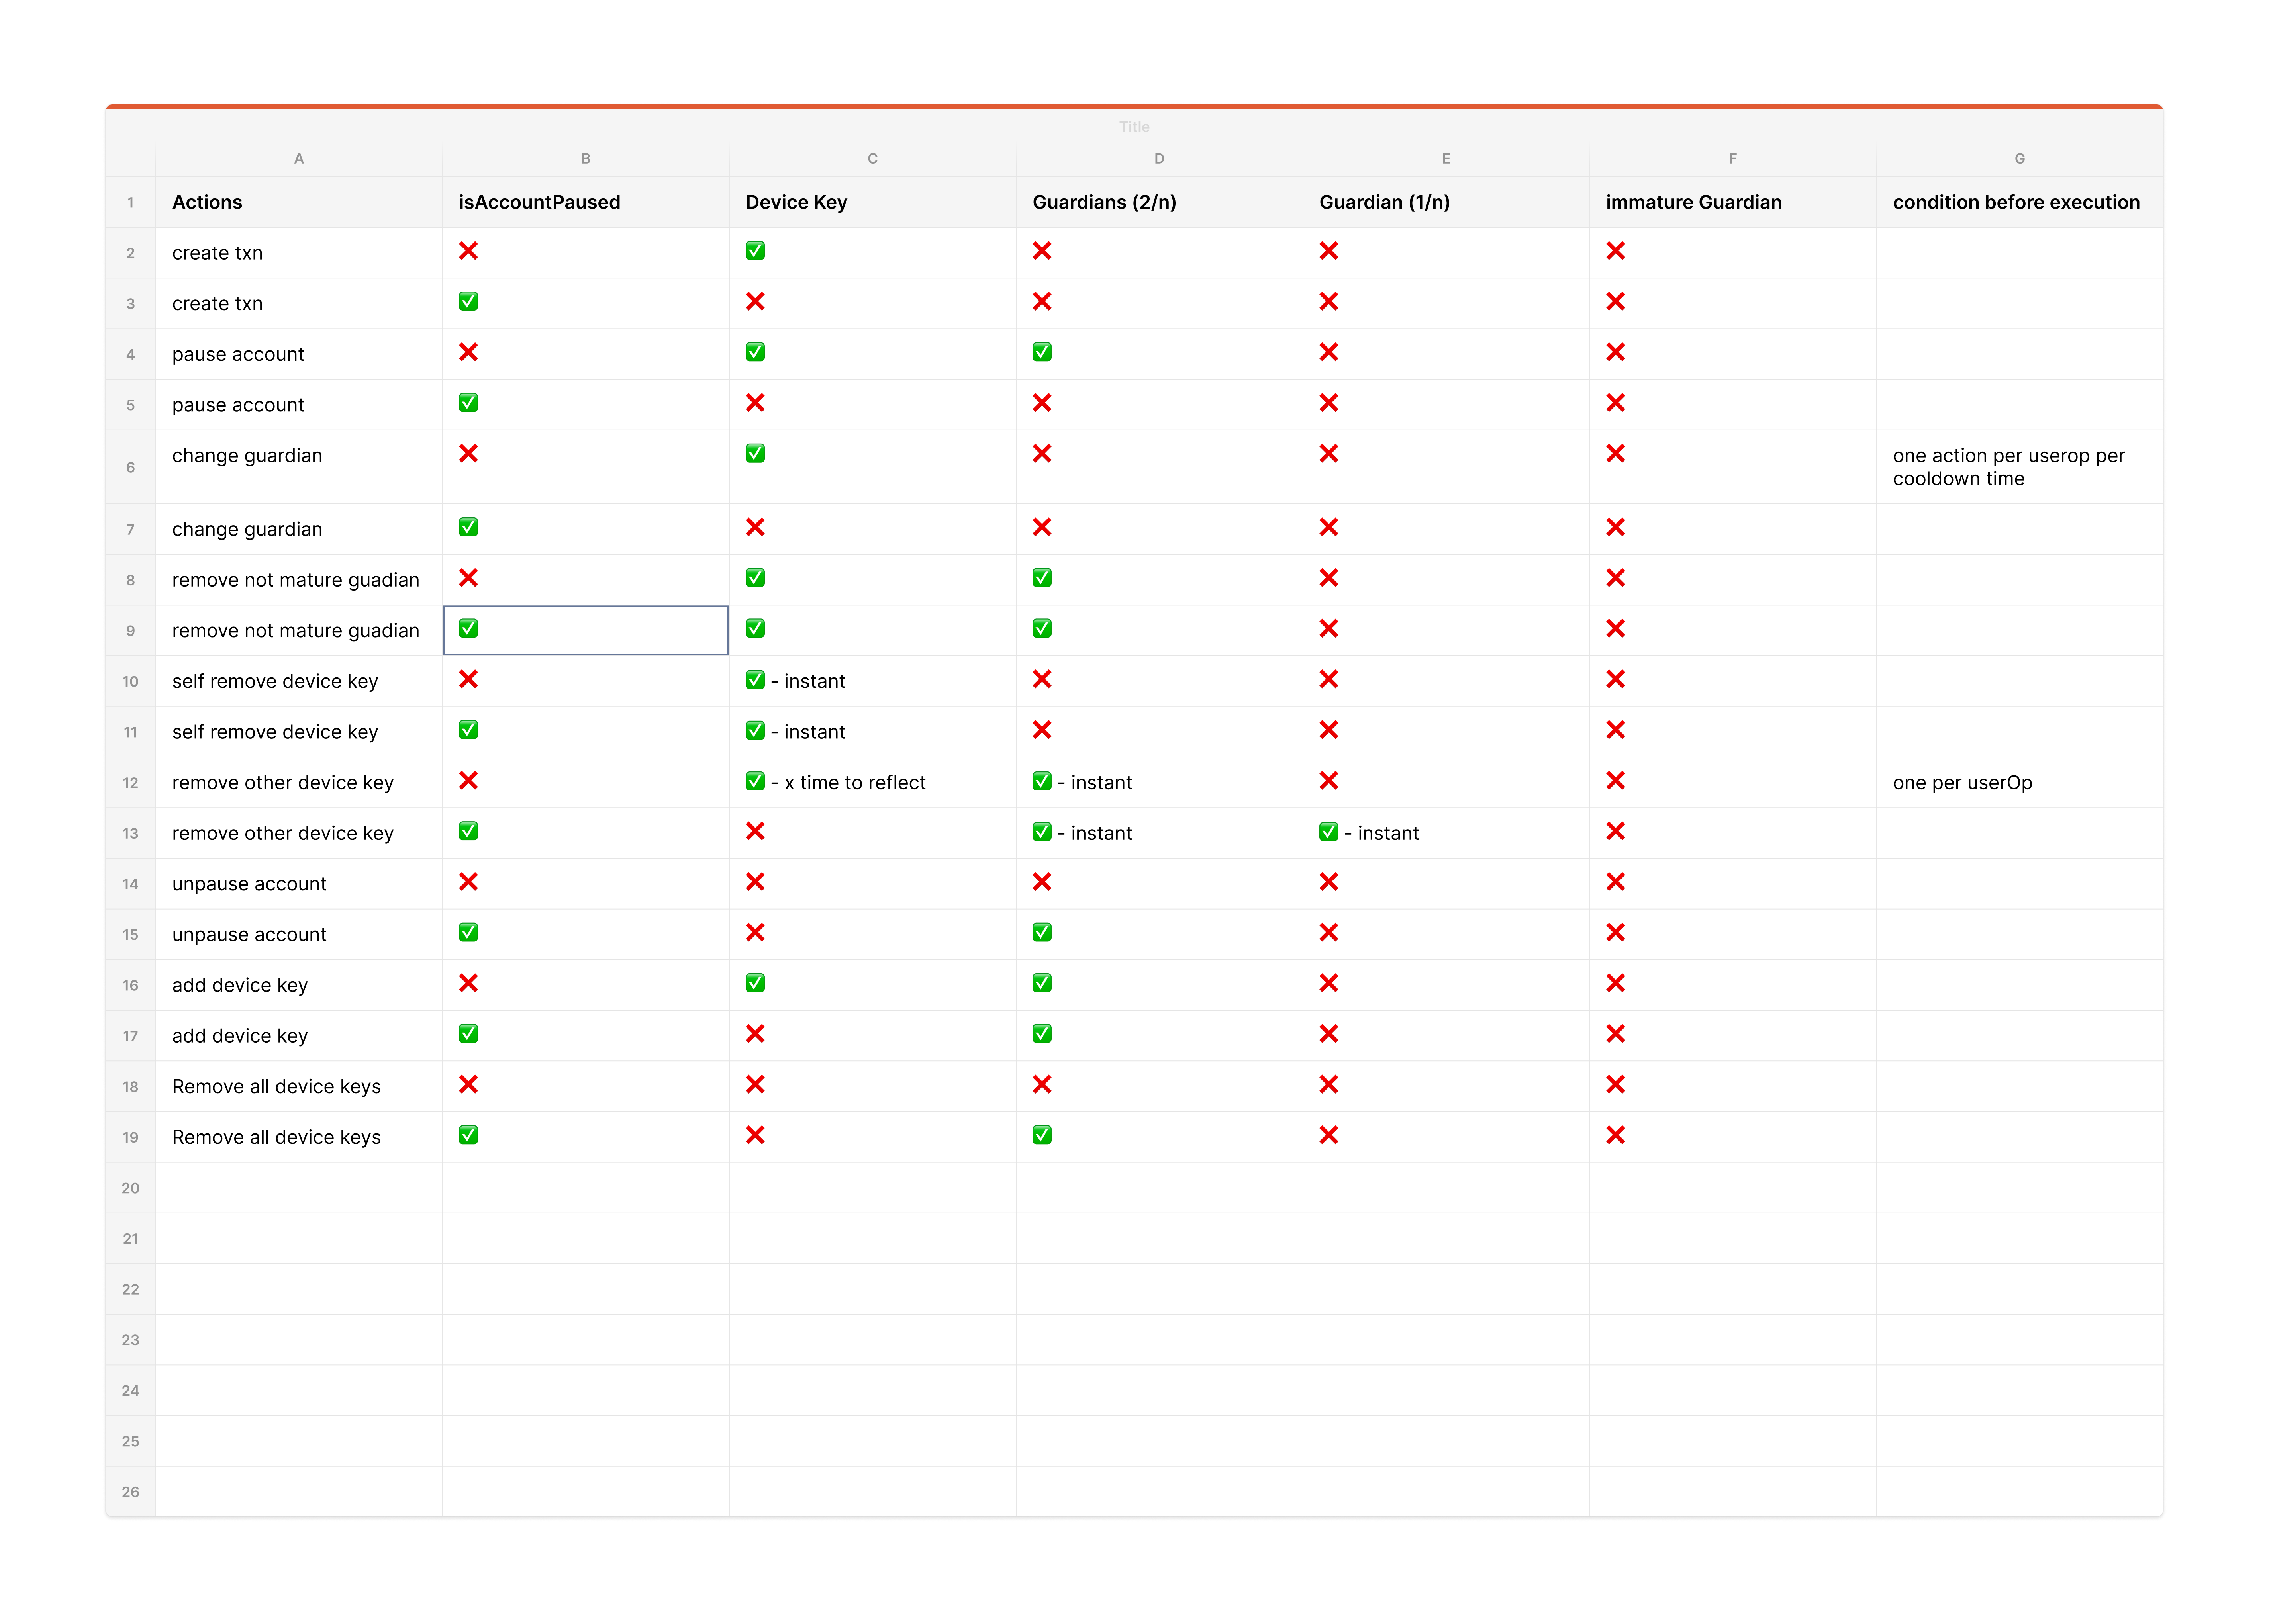 Title
A B C D E F G
1 Actions isAccountPaused Device Key Guardians (2/n) Guardian (1/n) immature Guardian condition before execution
2 create txn ❌ ✅ ❌ ❌ ❌
3 create txn ✅ ❌ ❌ ❌ ❌
4 pause account ❌ ✅ ✅ ❌ ❌
5 pause account ✅ ❌ ❌ ❌ ❌
6 change guardian ❌ ✅ ❌ ❌ ❌ one action per userop per
cooldown time
7 change guardian ✅ ❌ ❌ ❌ ❌
8 remove not mature guadian ❌ ✅ ✅ ❌ ❌
9 remove not mature guadian ✅ ✅ ✅ ❌ ❌
10 self remove device key ❌ ✅ - instant ❌ ❌ ❌
11 self remove device key ✅ ✅ - instant ❌ ❌ ❌
12 remove other device key ❌ ✅ - x time to reflect ✅ - instant ❌ ❌ one per userOp
13 remove other device key ✅ ❌ ✅ - instant ✅ - instant ❌
14 unpause account ❌ ❌ ❌ ❌ ❌
15 unpause account ✅ ❌ ✅ ❌ ❌
16 add device key ❌ ✅ ✅ ❌ ❌
17 add device key ✅ ❌ ✅ ❌ ❌
18 Remove all device keys ❌ ❌ ❌ ❌ ❌
19 Remove all device keys ✅ ❌ ✅ ❌ ❌
20
21
22
23
24
25
26